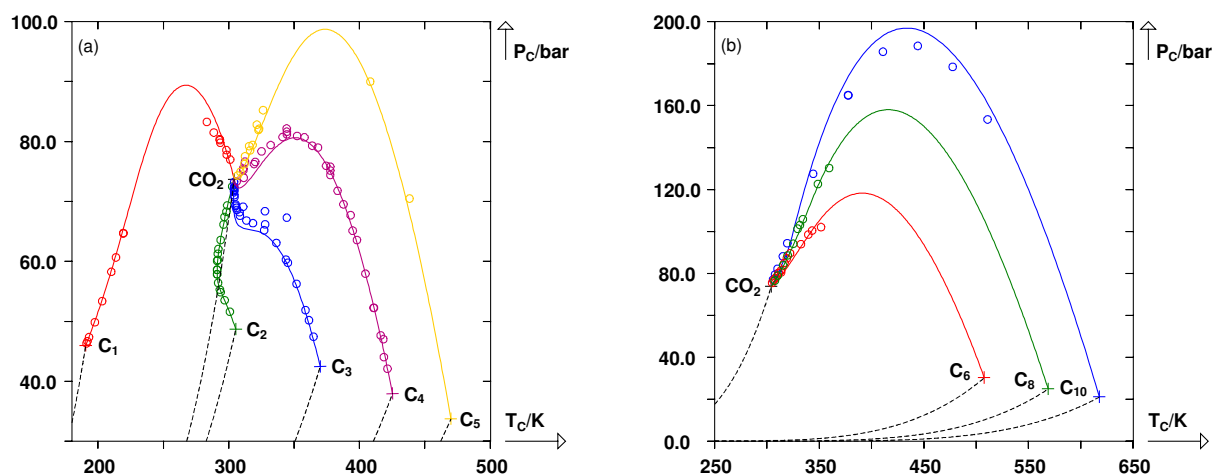 100.0
80.0
60.0
40.0
200
300
400
500
(a)
P_C/bar
T_C/K
CO₂
C₁
C₂
C₃
C₄
C₅
200.0
160.0
120.0
80.0
40.0
0.0
250
350
450
550
650
(b)
P_C/bar
T_C/K
CO₂
C₆
C₈
C₁₀